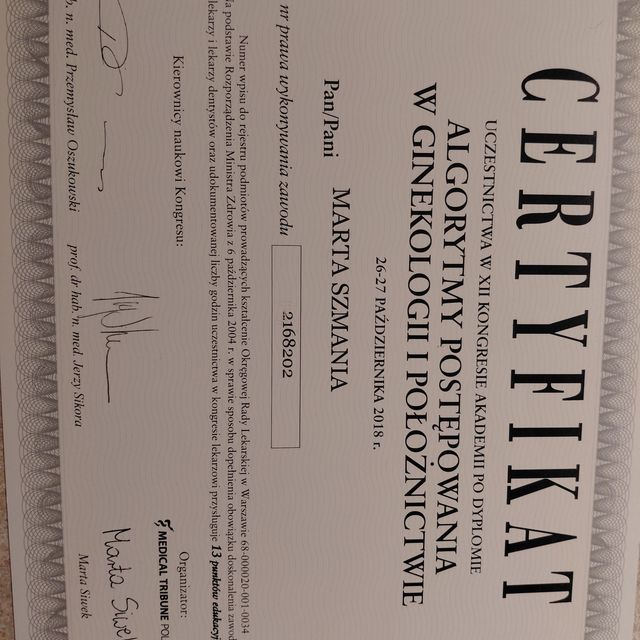 CERTYFIKAT
UCZESTNICTWA W XII KONGRESIE AKADEMII PO DYPLOMIE
ALGORYTMY POSTĘPOWANIA
W GINEKOLOGII I POŁOŻNICTWIE
26-27 PAŹDZIERNIKA 2018 r.
Pan/Pani MARTA SZMANIA
nr prawa wykonywania zawodu 2168202
Numer wpisu do rejestru podmiotów prowadzących kształcenie Okręgowej Rady Lekarskiej w Warszawie 68-000020-001-0034
Na podstawie Rozporządzenia Ministra Zdrowia z 6 października 2004 r. w sprawie sposobu dopełnienia obowiązku doskonalenia zawod
lekarzy i lekarzy dentystów oraz udokumentowanej liczby godzin uczestnictwa w kongresie lekarzowi przysługuje 13 punktów edukacyj
Kierownicy naukowi Kongresu:
Organizator:
MEDICAL TRIBUNE POL
Marta Siwek
b. n. med. Przemysław Oszukowski prof. dr hab. n. med. Jerzy Sikora Marta Siwek